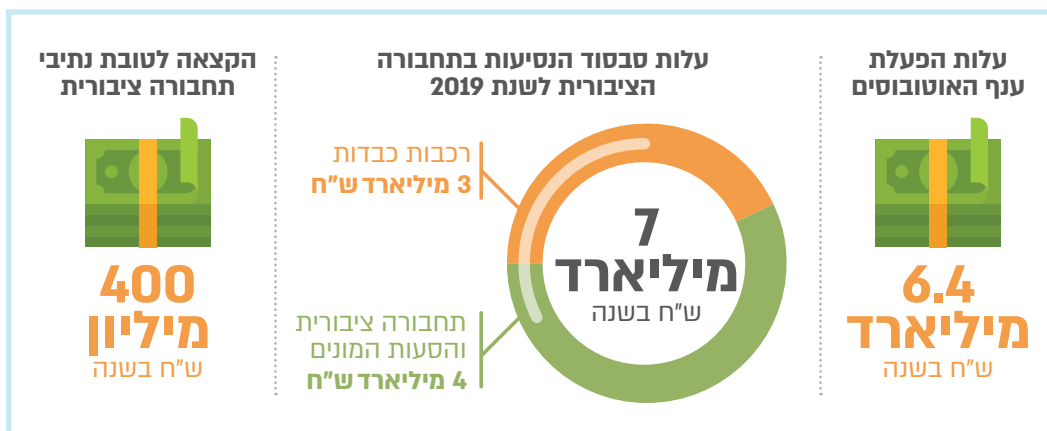 עלות הפעלת
ענף האוטובוסים
6.4
מיליארד
ש"ח בשנה
עלות סבסוד הנסיעות בתחבורה
הציבורית לשנת 2019
רכבות כבדות
3 מיליארד ש"ח
7
מיליארד
ש"ח בשנה
תחבורה ציבורית
והסעות המונים
4 מיליארד ש"ח
הקצאה לטובת נתיבי
תחבורה ציבורית
400
מיליון
ש"ח בשנה